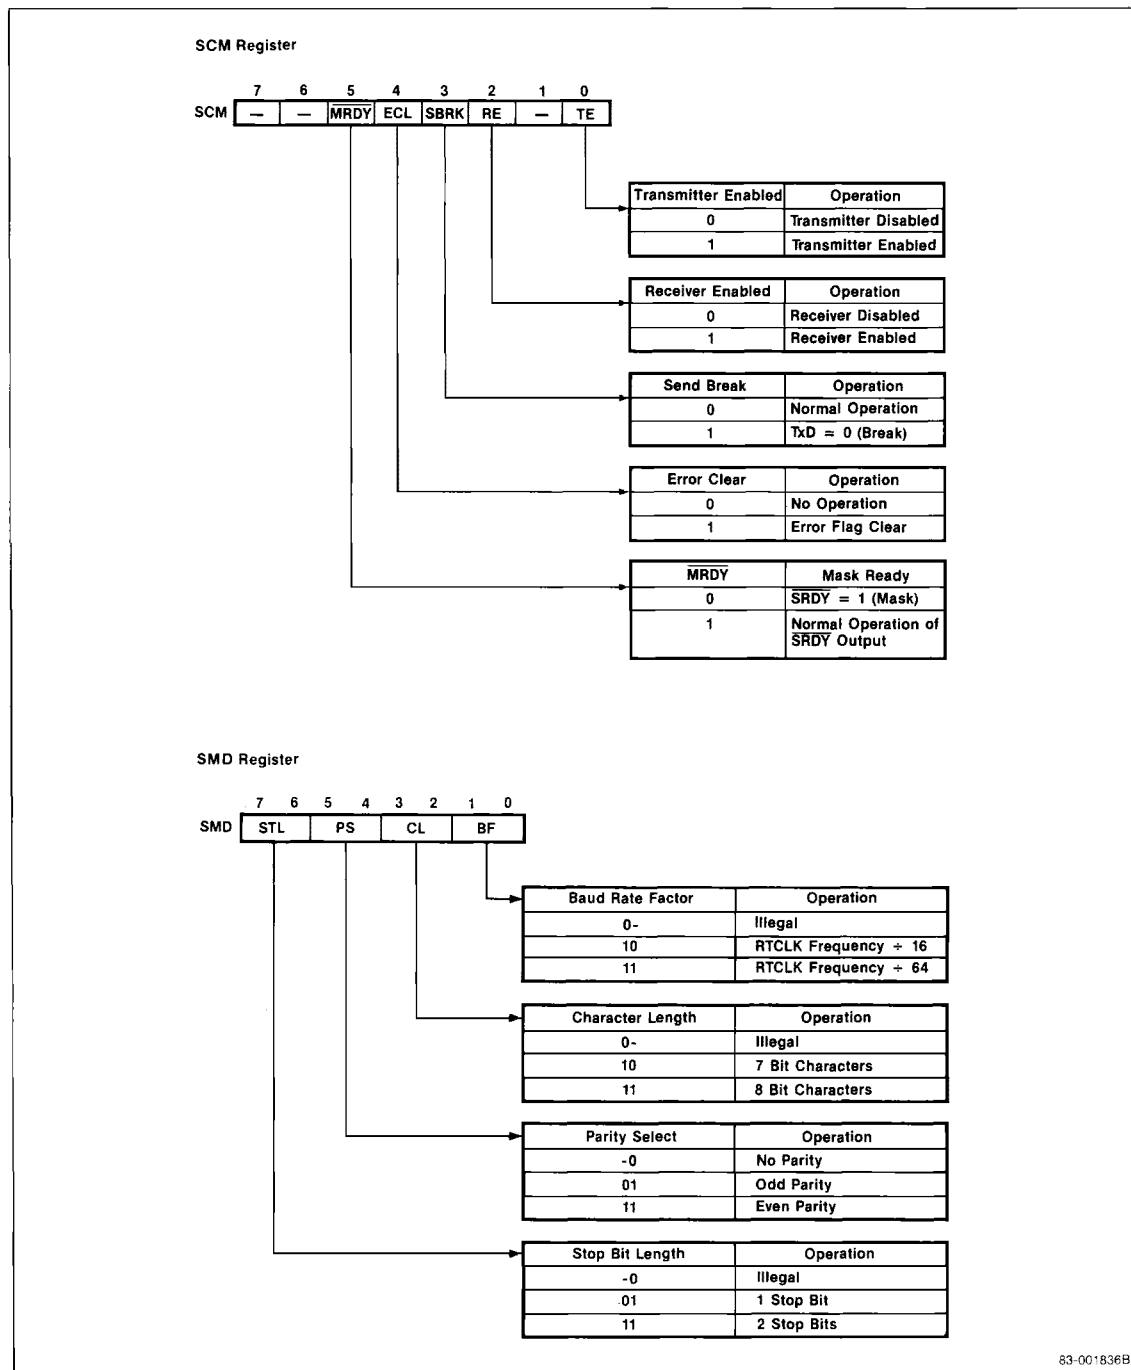 SCM Register
7 6 5 4 3 2 1 0
SCM — — MRDY ECL SBRK RE — TE
Transmitter Enabled Operation
0 Transmitter Disabled
1 Transmitter Enabled
Receiver Enabled Operation
0 Receiver Disabled
1 Receiver Enabled
Send Break Operation
0 Normal Operation
1 TxD = 0 (Break)
Error Clear Operation
0 No Operation
1 Error Flag Clear
M̅R̅D̅Y̅ Mask Ready
0 S̅R̅D̅Y̅ = 1 (Mask)
1 Normal Operation of
S̅R̅D̅Y̅ Output
SMD Register
7 6 5 4 3 2 1 0
SMD STL PS CL BF
Baud Rate Factor Operation
0- Illegal
10 RTCLK Frequency ÷ 16
11 RTCLK Frequency ÷ 64
Character Length Operation
0- Illegal
10 7 Bit Characters
11 8 Bit Characters
Parity Select Operation
-0 No Parity
01 Odd Parity
11 Even Parity
Stop Bit Length Operation
-0 Illegal
01 1 Stop Bit
11 2 Stop Bits
83-001836B